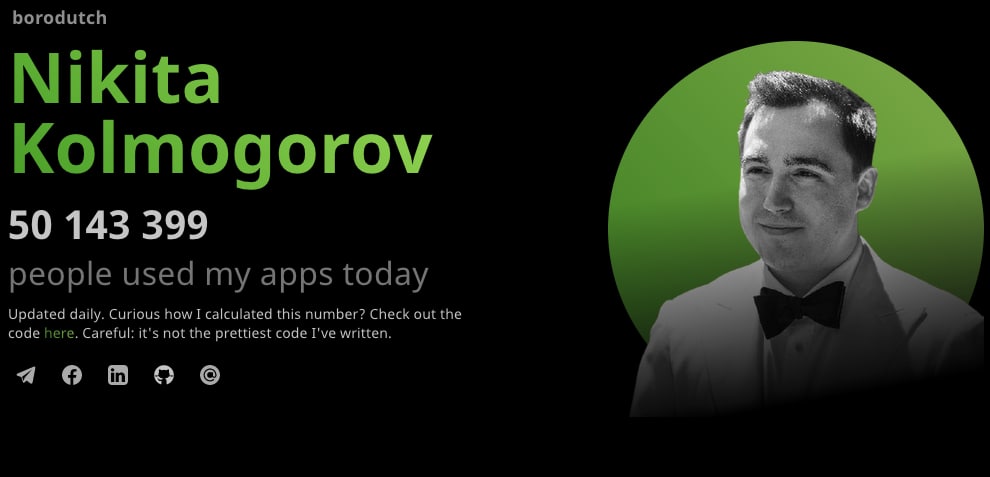 borodutch
Nikita
Kolmogorov
50 143 399
people used my apps today
Updated daily. Curious how I calculated this number? Check out the
code here. Careful: it's not the prettiest code I've written.